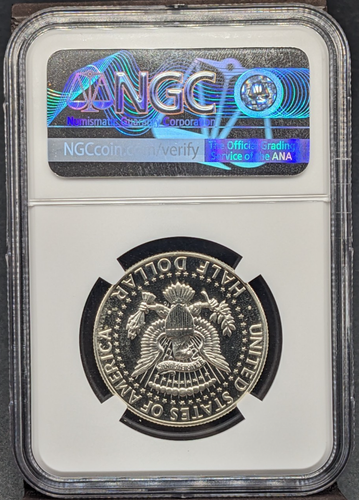 NGC
Numismatic Guaranty Corporation
NGCcoin.com/verify
The Official Grading
Service of the ANA
UNITED STATES OF AMERICA
HALF DOLLAR